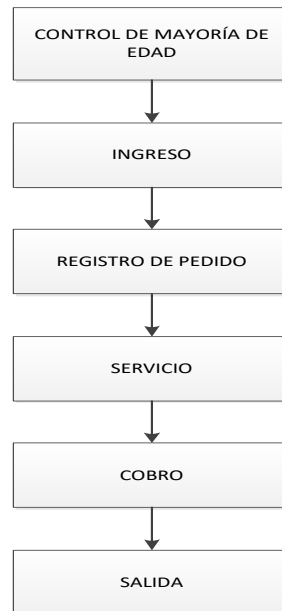 CONTROL DE MAYORÍA DE
EDAD
INGRESO
REGISTRO DE PEDIDO
SERVICIO
COBRO
SALIDA